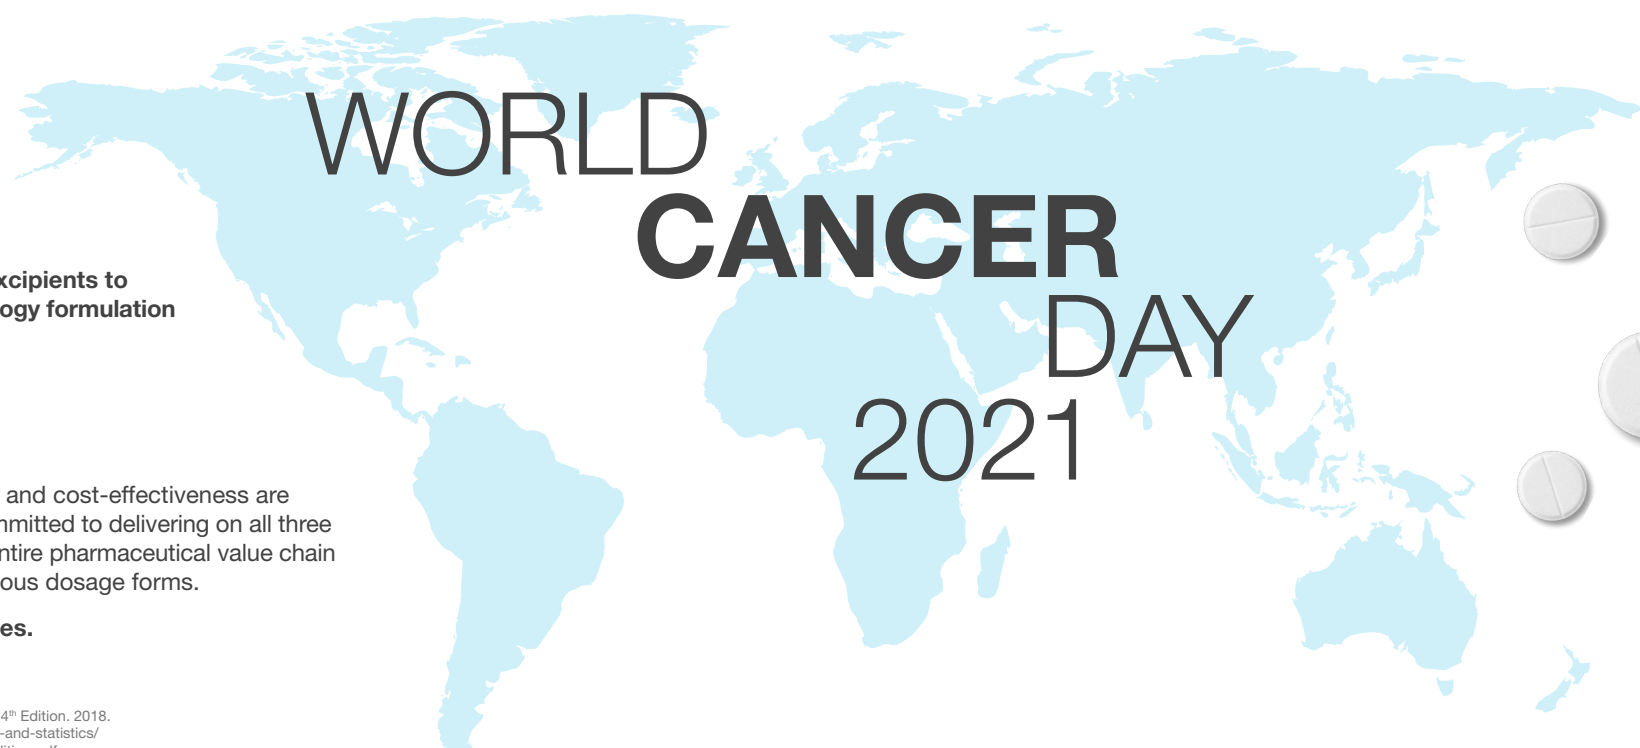 WORLD
CANCER
DAY
2021
xcipients to
ogy formulation
and cost-effectiveness are
mmitted to delivering on all three
ntire pharmaceutical value chain
ous dosage forms.
es.
4th Edition. 2018.
-and-statistics/